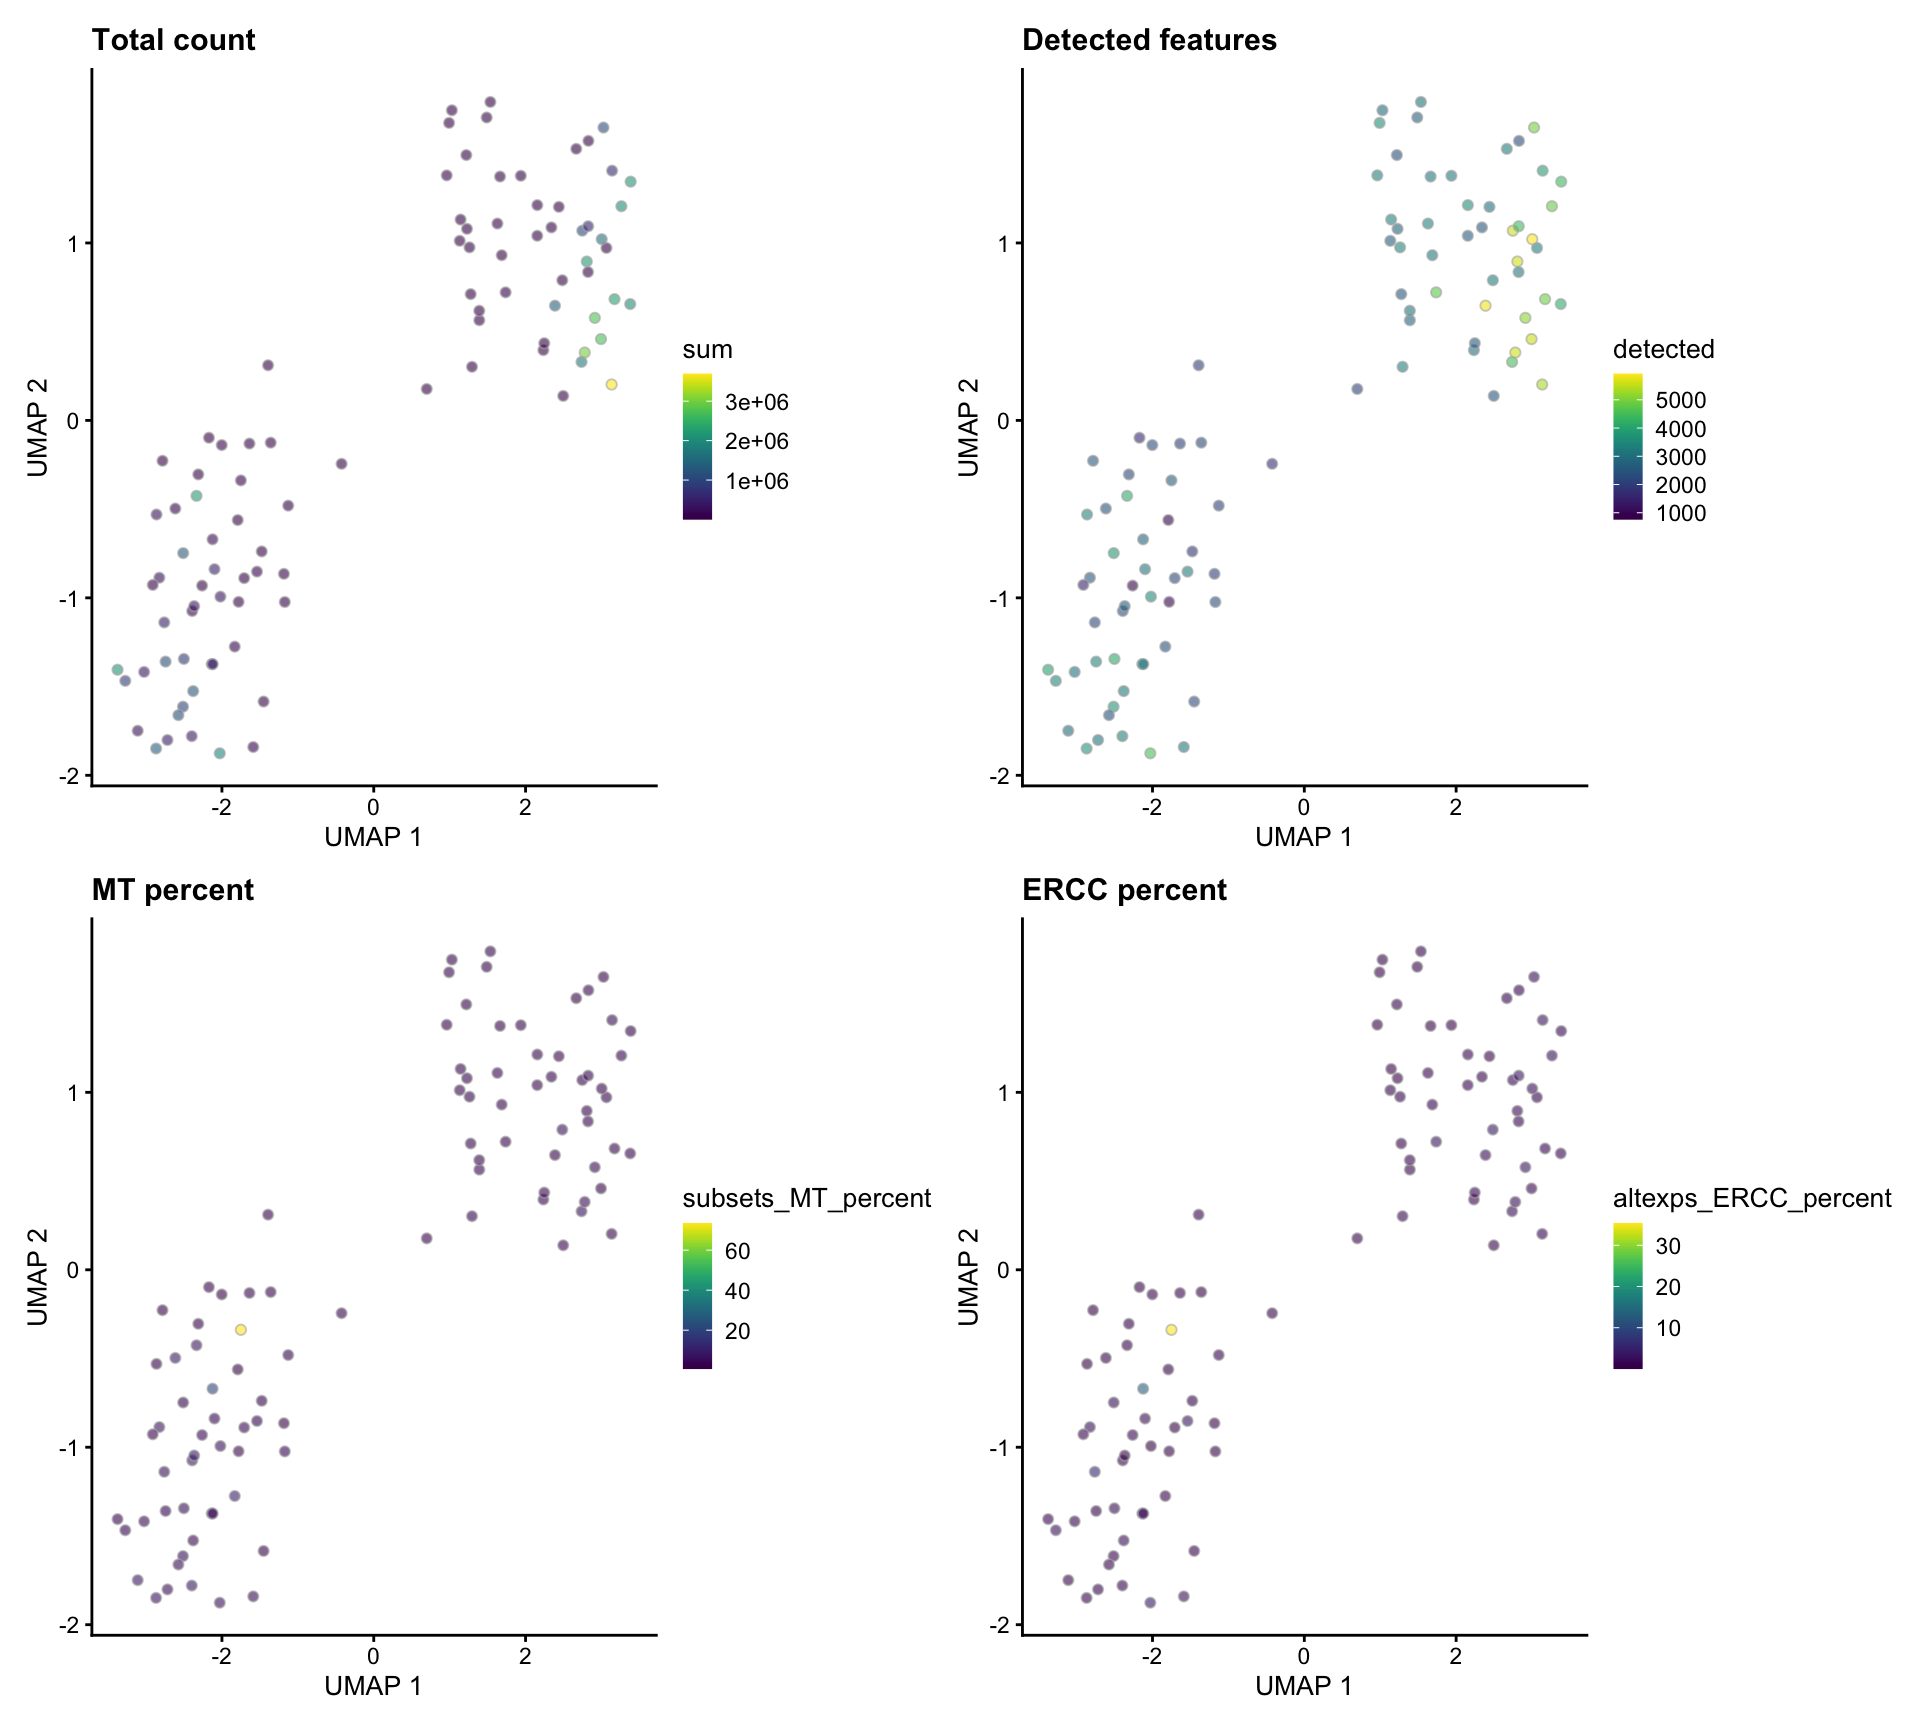 Total count
UMAP 2
1
0
-1
-2
-2 0 2
UMAP 1
sum
3e+06
2e+06
1e+06
Detected features
UMAP 2
1
0
-1
-2
-2 0 2
UMAP 1
detected
5000
4000
3000
2000
1000
MT percent
UMAP 2
1
0
-1
-2
-2 0 2
UMAP 1
subsets_MT_percent
60
40
20
ERCC percent
UMAP 2
1
0
-1
-2
-2 0 2
UMAP 1
altexps_ERCC_percent
30
20
10